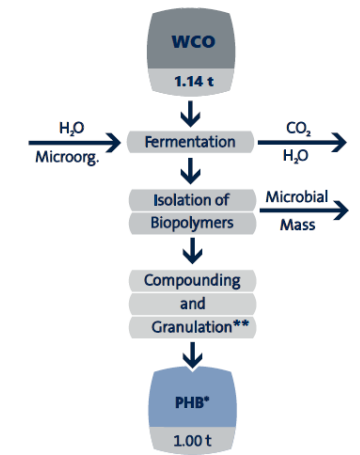 WCO
1.14 t
H₂O
Microorg.
Fermentation
CO₂
H₂O
Isolation of
Biopolymers
Microbial
Mass
Compounding
and
Granulation**
PHB*
1.00 t